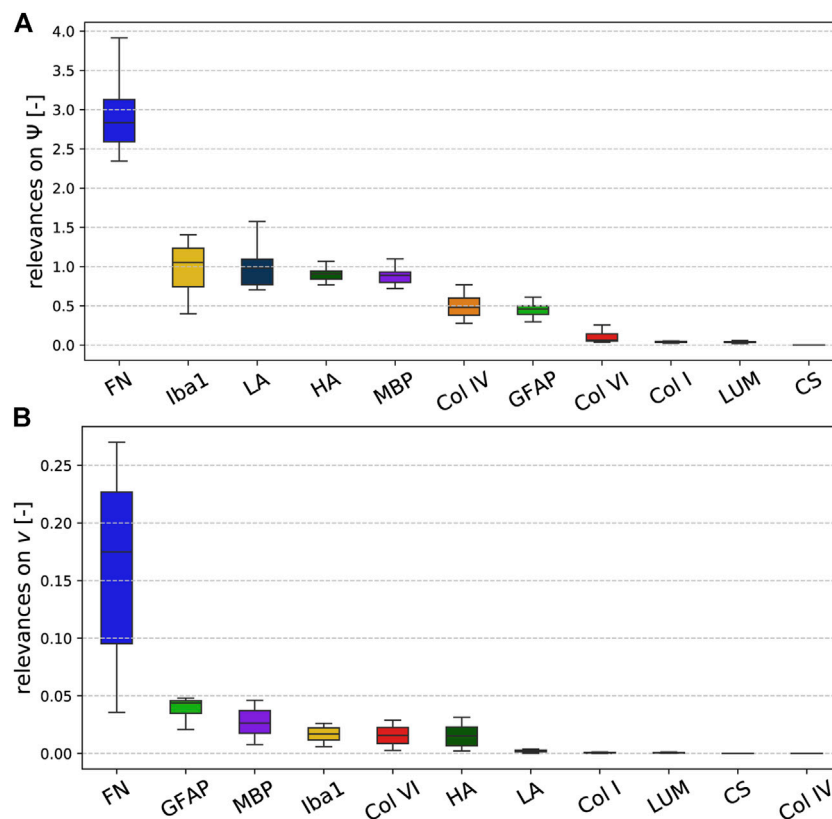 A
relevances on Ψ [-]
4.0
3.5
3.0
2.5
2.0
1.5
1.0
0.5
0.0
FN Iba1 LA HA MBP Col IV GFAP Col VI Col I LUM CS
B
relevances on ν [-]
0.25
0.20
0.15
0.10
0.05
0.00
FN GFAP MBP Iba1 Col VI HA LA Col I LUM CS Col IV